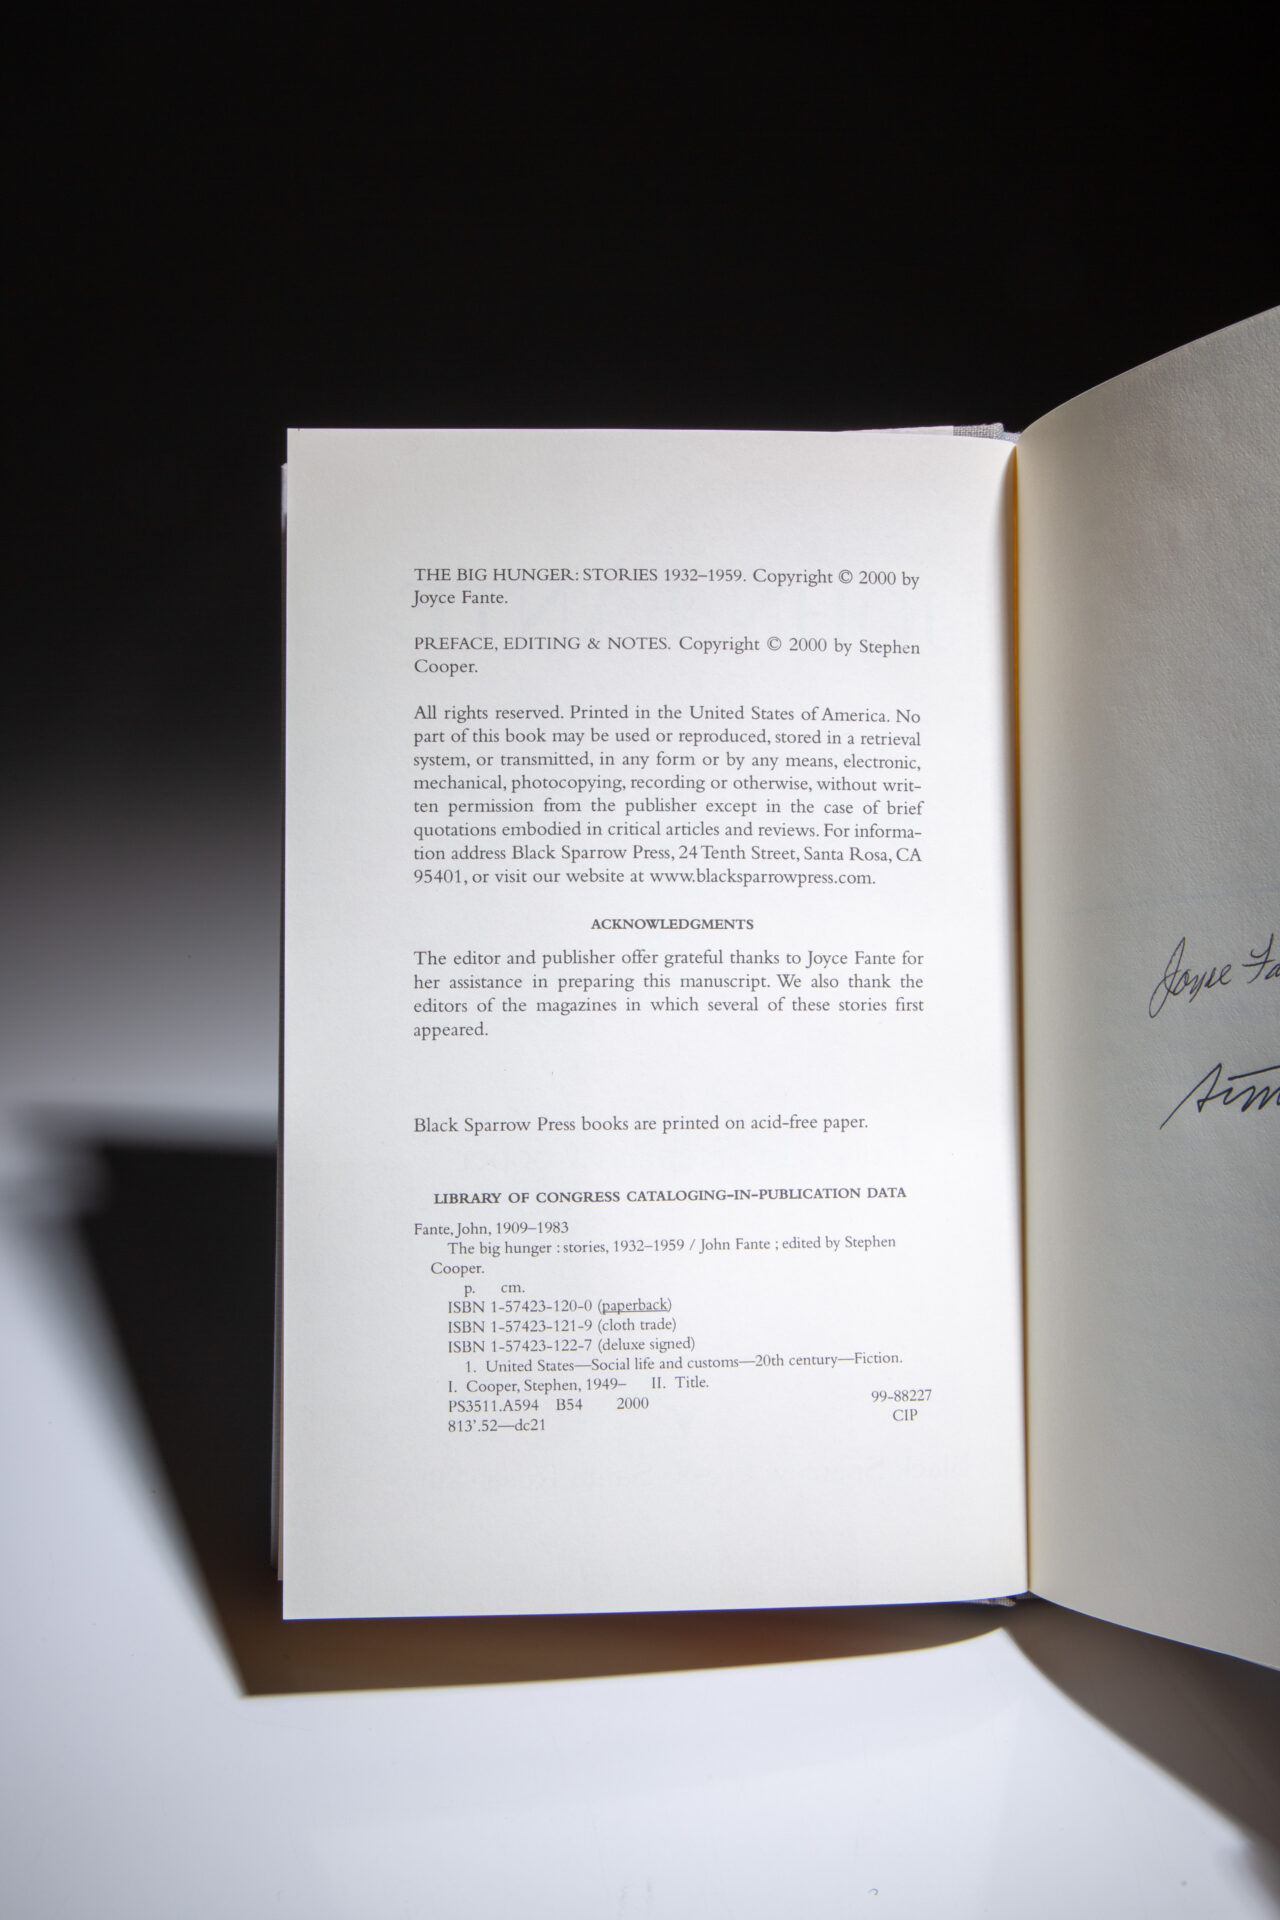 THE BIG HUNGER: STORIES 1932–1959. Copyright © 2000 by
Joyce Fante.
PREFACE, EDITING & NOTES. Copyright © 2000 by Stephen
Cooper.
All rights reserved. Printed in the United States of America. No
part of this book may be used or reproduced, stored in a retrieval
system, or transmitted, in any form or by any means, electronic,
mechanical, photocopying, recording or otherwise, without writ-
ten permission from the publisher except in the case of brief
quotations embodied in critical articles and reviews. For informa-
tion address Black Sparrow Press, 24 Tenth Street, Santa Rosa, CA
95401, or visit our website at www.blacksparrowpress.com.
ACKNOWLEDGMENTS
The editor and publisher offer grateful thanks to Joyce Fante for
her assistance in preparing this manuscript. We also thank the
editors of the magazines in which several of these stories first
appeared.
Black Sparrow Press books are printed on acid-free paper.
LIBRARY OF CONGRESS CATALOGING-IN-PUBLICATION DATA
Fante, John, 1909–1983
The big hunger : stories, 1932–1959 / John Fante ; edited by Stephen
Cooper.
p. cm.
ISBN 1-57423-120-0 (paperback)
ISBN 1-57423-121-9 (cloth trade)
ISBN 1-57423-122-7 (deluxe signed)
1. United States—Social life and customs—20th century—Fiction.
I. Cooper, Stephen, 1949– II. Title.
PS3511.A594 B54 2000 99-88227
813'.52—dc21 CIP
Joyce Fa